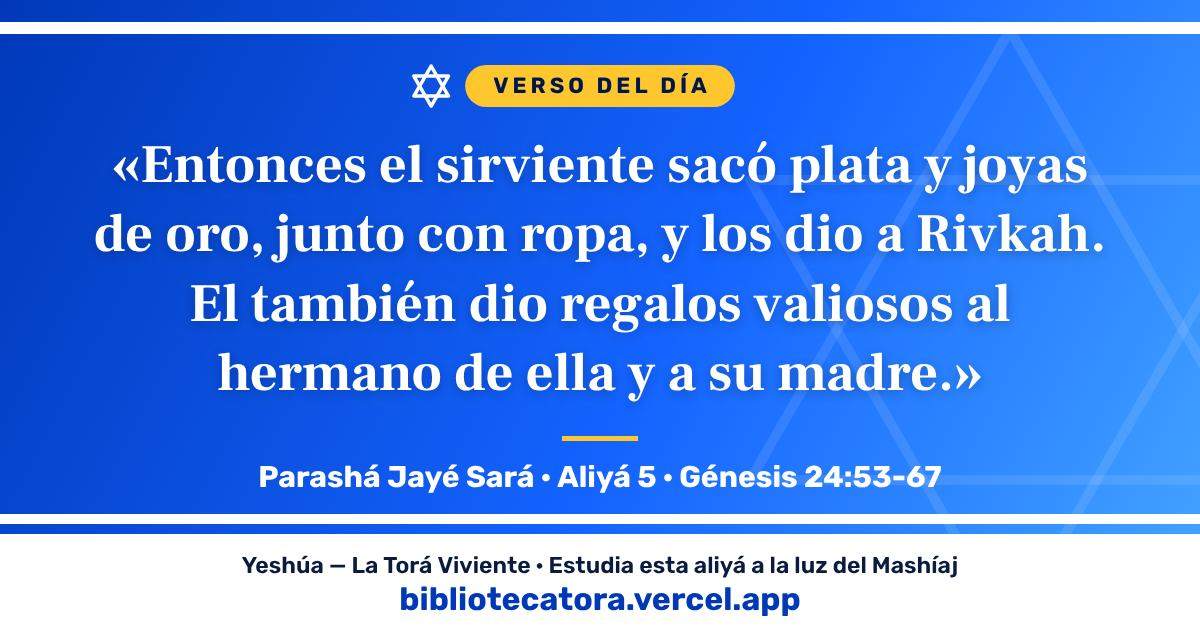 VERSO DEL DÍA
«Entonces el sirviente sacó plata y joyas
de oro, junto con ropa, y los dio a Rivkah.
El también dio regalos valiosos al
hermano de ella y a su madre.»
Parashá Jayé Sará • Aliyá 5 • Génesis 24:53-67
Yeshúa — La Torá Viviente • Estudia esta aliyá a la luz del Mashíaj
bibliotecatora.vercel.app